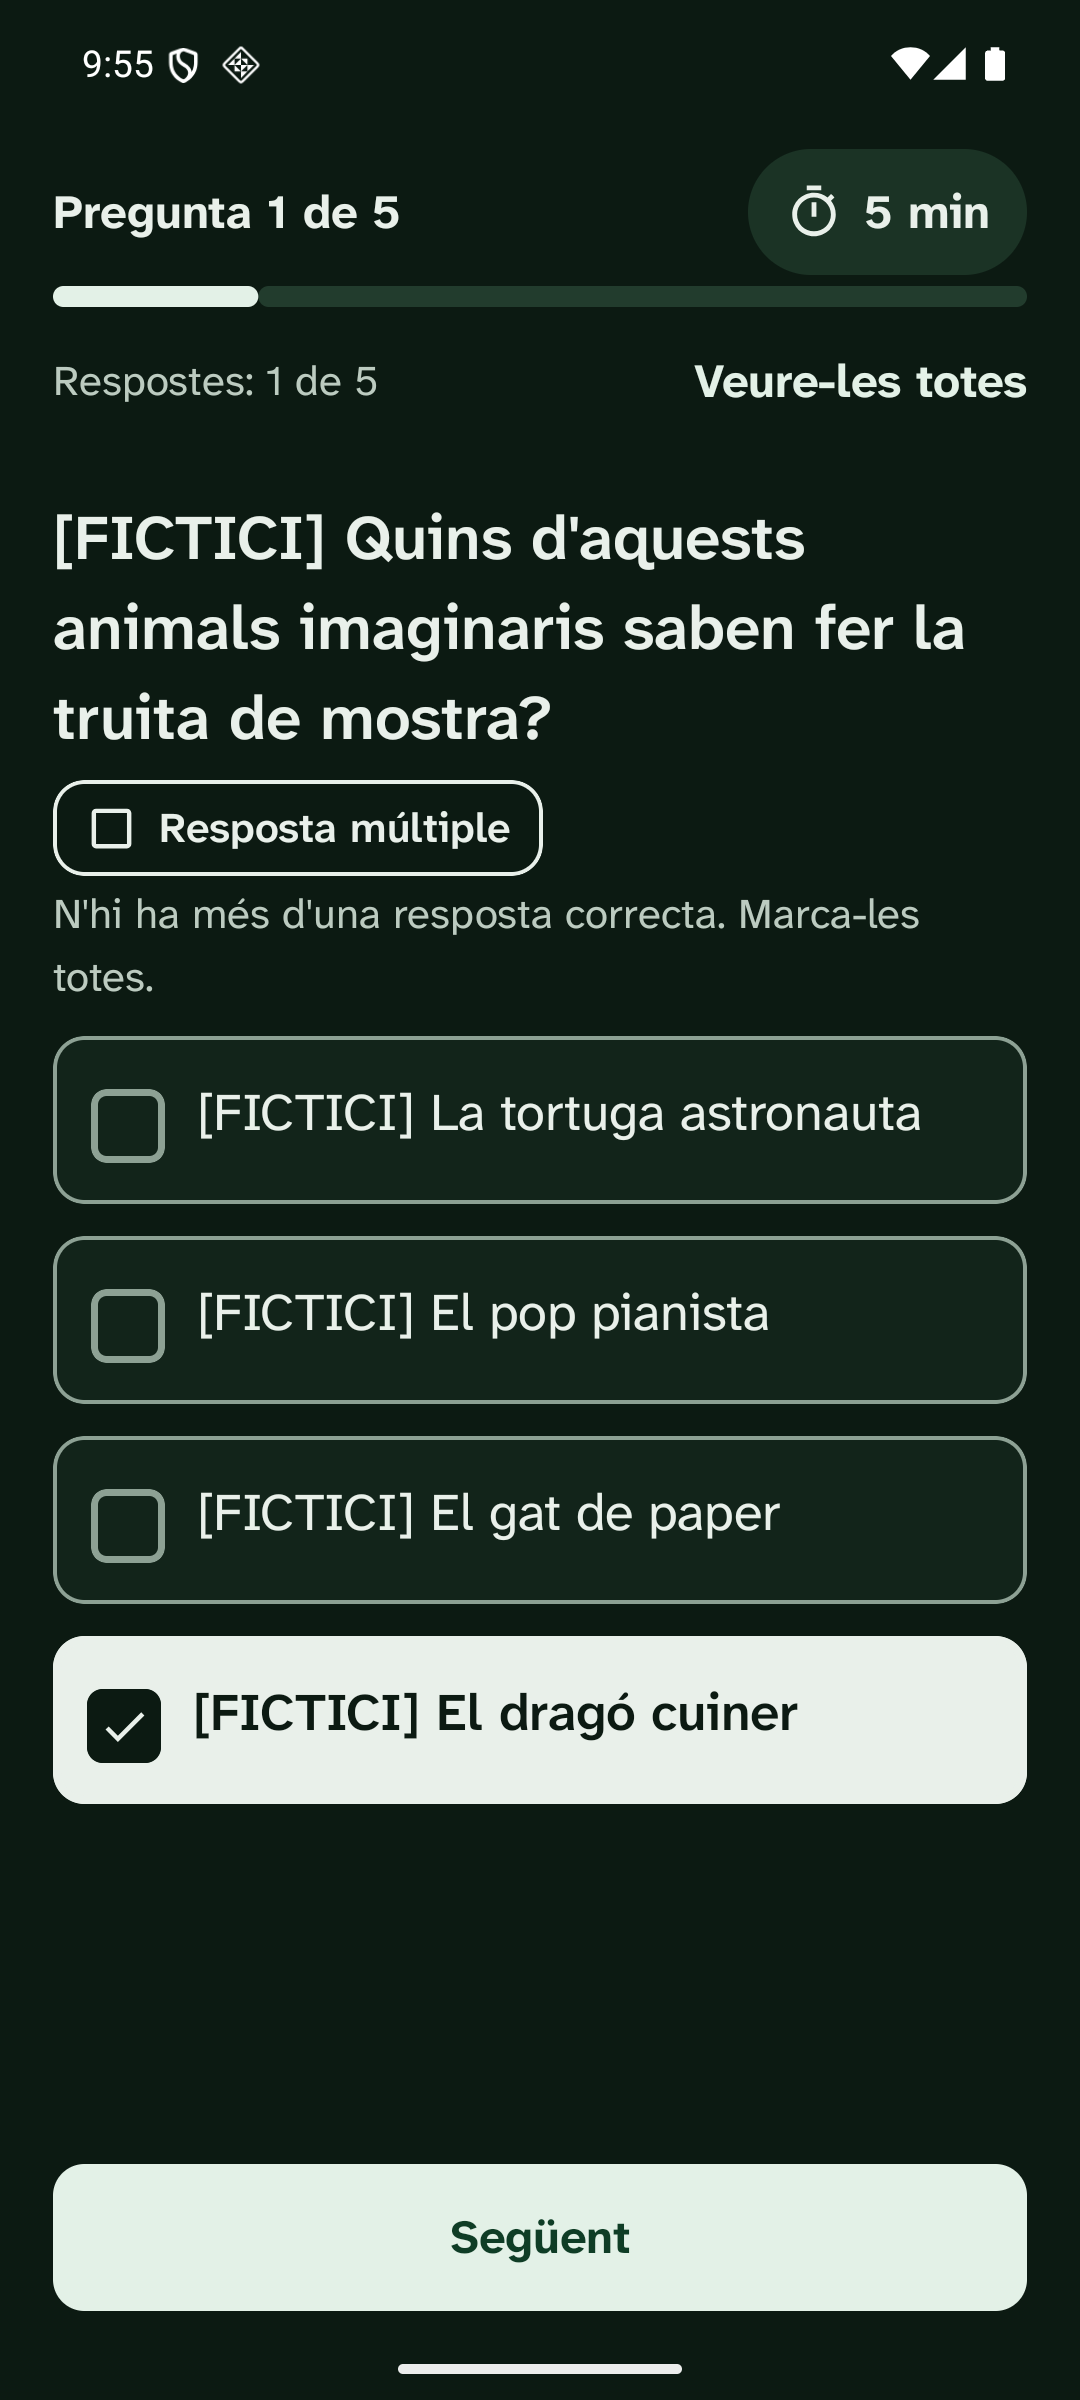 9:55
Pregunta 1 de 5
5 min
Respostes: 1 de 5
Veure-les totes
[FICTICI] Quins d'aquests
animals imaginaris saben fer la
truita de mostra?
Resposta múltiple
N'hi ha més d'una resposta correcta. Marca-les
totes.
[FICTICI] La tortuga astronauta
[FICTICI] El pop pianista
[FICTICI] El gat de paper
[FICTICI] El dragó cuiner
Següent